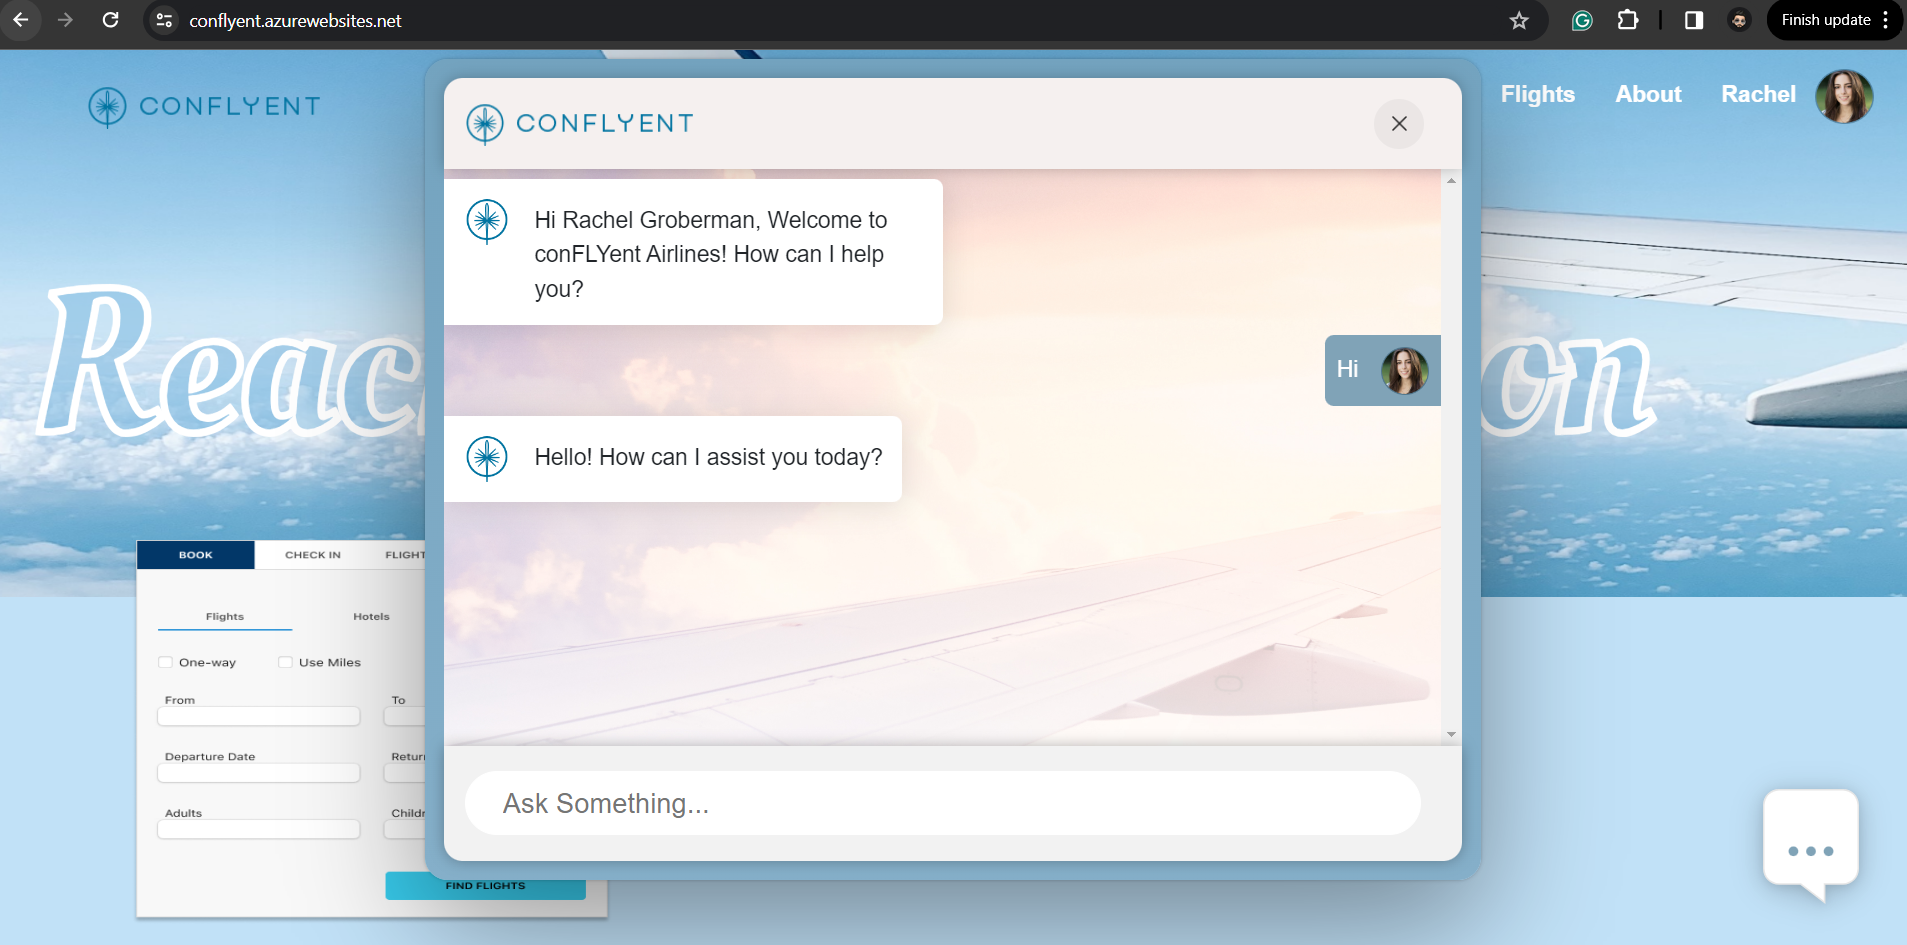 conflyent.azurewebsites.net
Finish update
CONFLYENT
Flights
About
Rachel
CONFLYENT
Hi Rachel Groberman, Welcome to
conFLYent Airlines! How can I help
you?
Hi
Hello! How can I assist you today?
Ask Something...
Reac
on
BOOK
CHECK IN
FLIGHT
Flights
Hotels
One-way
Use Miles
From
To
Departure Date
Return
Adults
Childr
FIND FLIGHTS